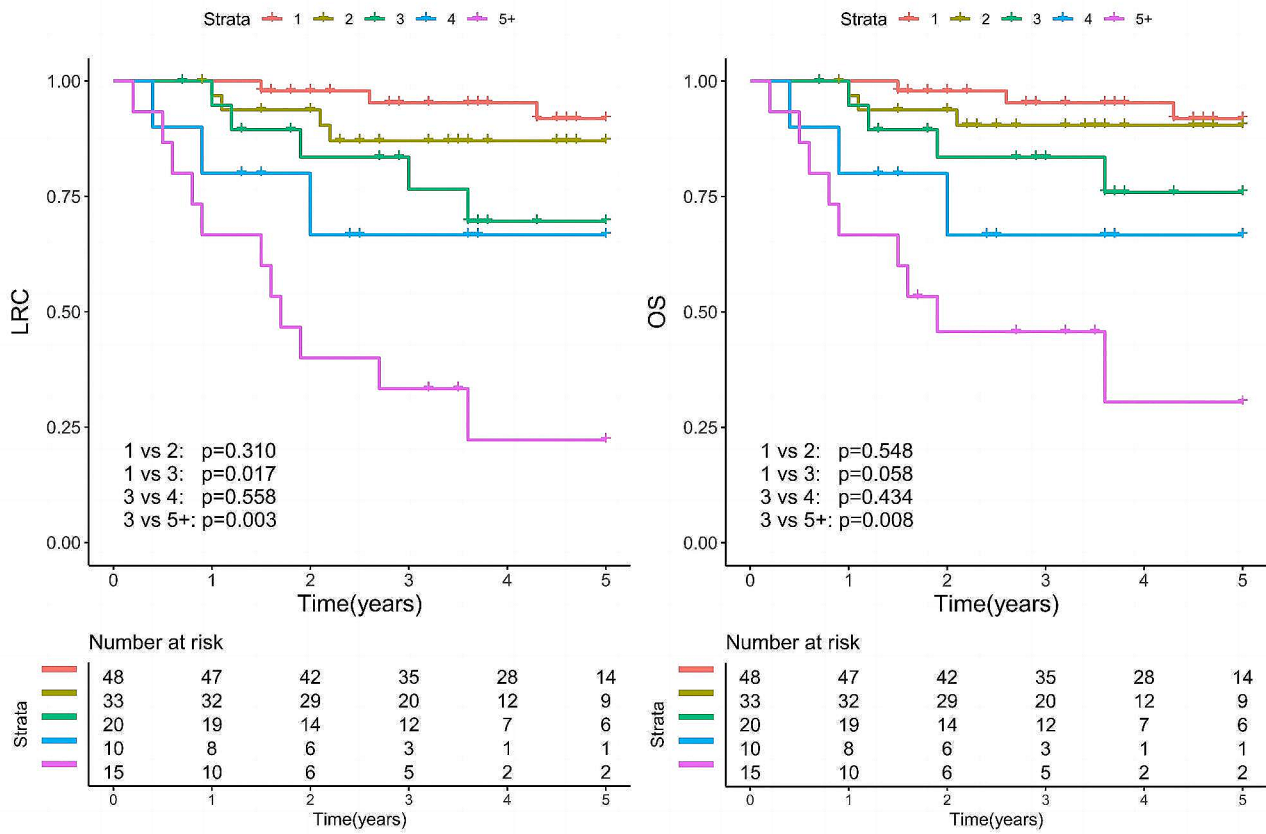 Strata 1 2 3 4 5+
LRC
1.00
0.75
0.50
0.25
0.00
1 vs 2: p=0.310
1 vs 3: p=0.017
3 vs 4: p=0.558
3 vs 5+: p=0.003
0 1 2 3 4 5
Time(years)
Number at risk
Strata
48 47 42 35 28 14
33 32 29 20 12 9
20 19 14 12 7 6
10 8 6 3 1 1
15 10 6 5 2 2
0 1 2 3 4 5
Time(years)
Strata 1 2 3 4 5+
OS
1.00
0.75
0.50
0.25
0.00
1 vs 2: p=0.548
1 vs 3: p=0.058
3 vs 4: p=0.434
3 vs 5+: p=0.008
0 1 2 3 4 5
Time(years)
Number at risk
Strata
48 47 42 35 28 14
33 32 29 20 12 9
20 19 14 12 7 6
10 8 6 3 1 1
15 10 6 5 2 2
0 1 2 3 4 5
Time(years)